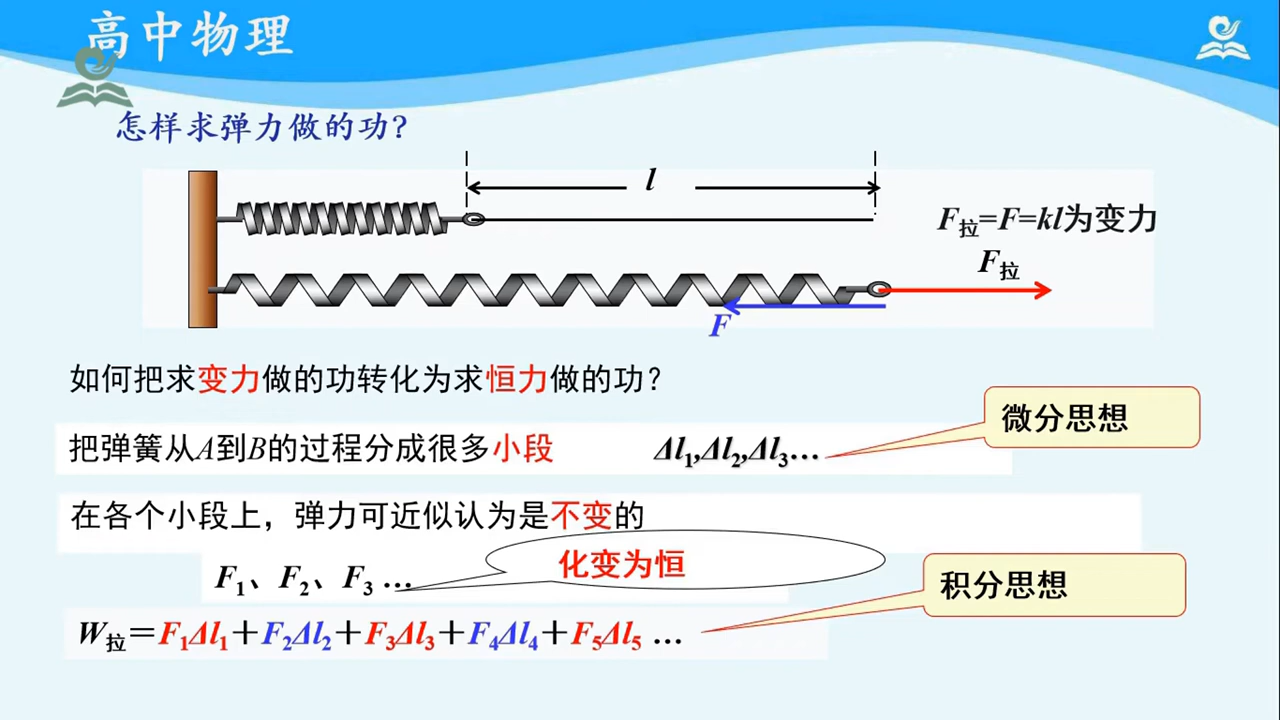 高中物理
怎样求弹力做的功?
l
F拉=F=kl为变力
F拉
F
如何把求变力做的功转化为求恒力做的功?
微分思想
把弹簧从A到B的过程分成很多小段 Δl1,Δl2,Δl3…
在各个小段上，弹力可近似认为是不变的
化变为恒
F1、F2、F3 …
积分思想
W拉=F1Δl1+F2Δl2+F3Δl3+F4Δl4+F5Δl5 …